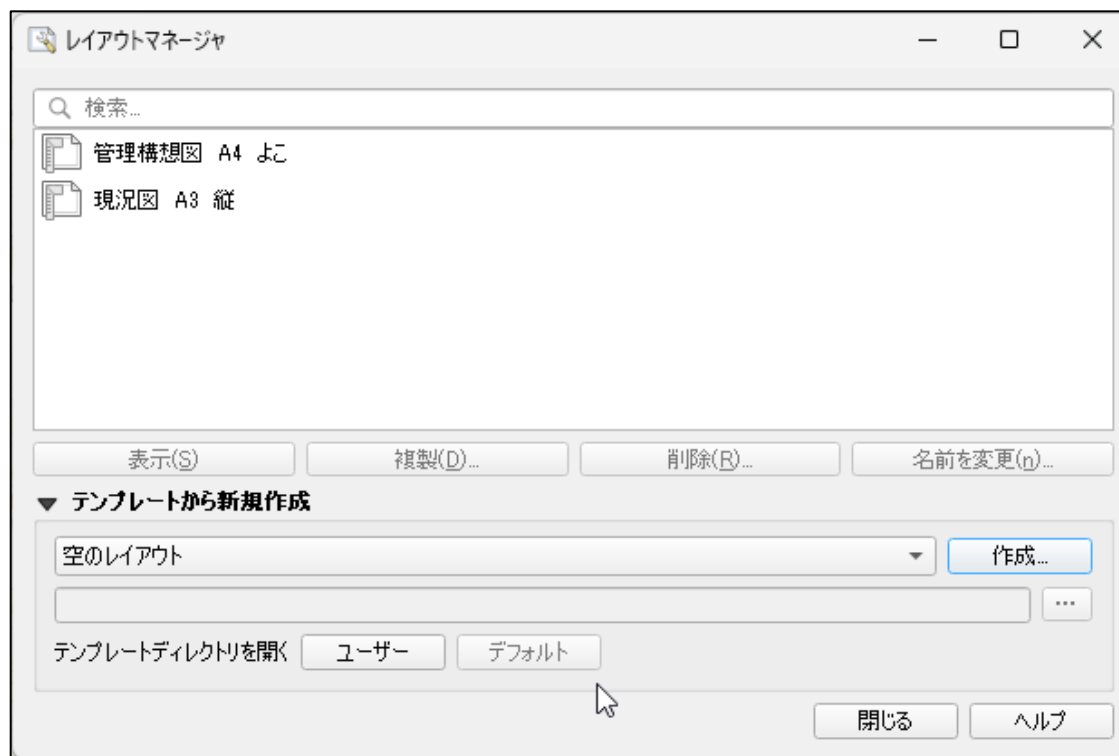 レイアウトマネージャ
検索...
管理構想図 A4 よこ
現況図 A3 縦
表示(S) 複製(D)... 削除(R)... 名前を変更(n)...
テンプレートから新規作成
空のレイアウト 作成...
...
テンプレートディレクトリを開く ユーザー デフォルト
閉じる ヘルプ